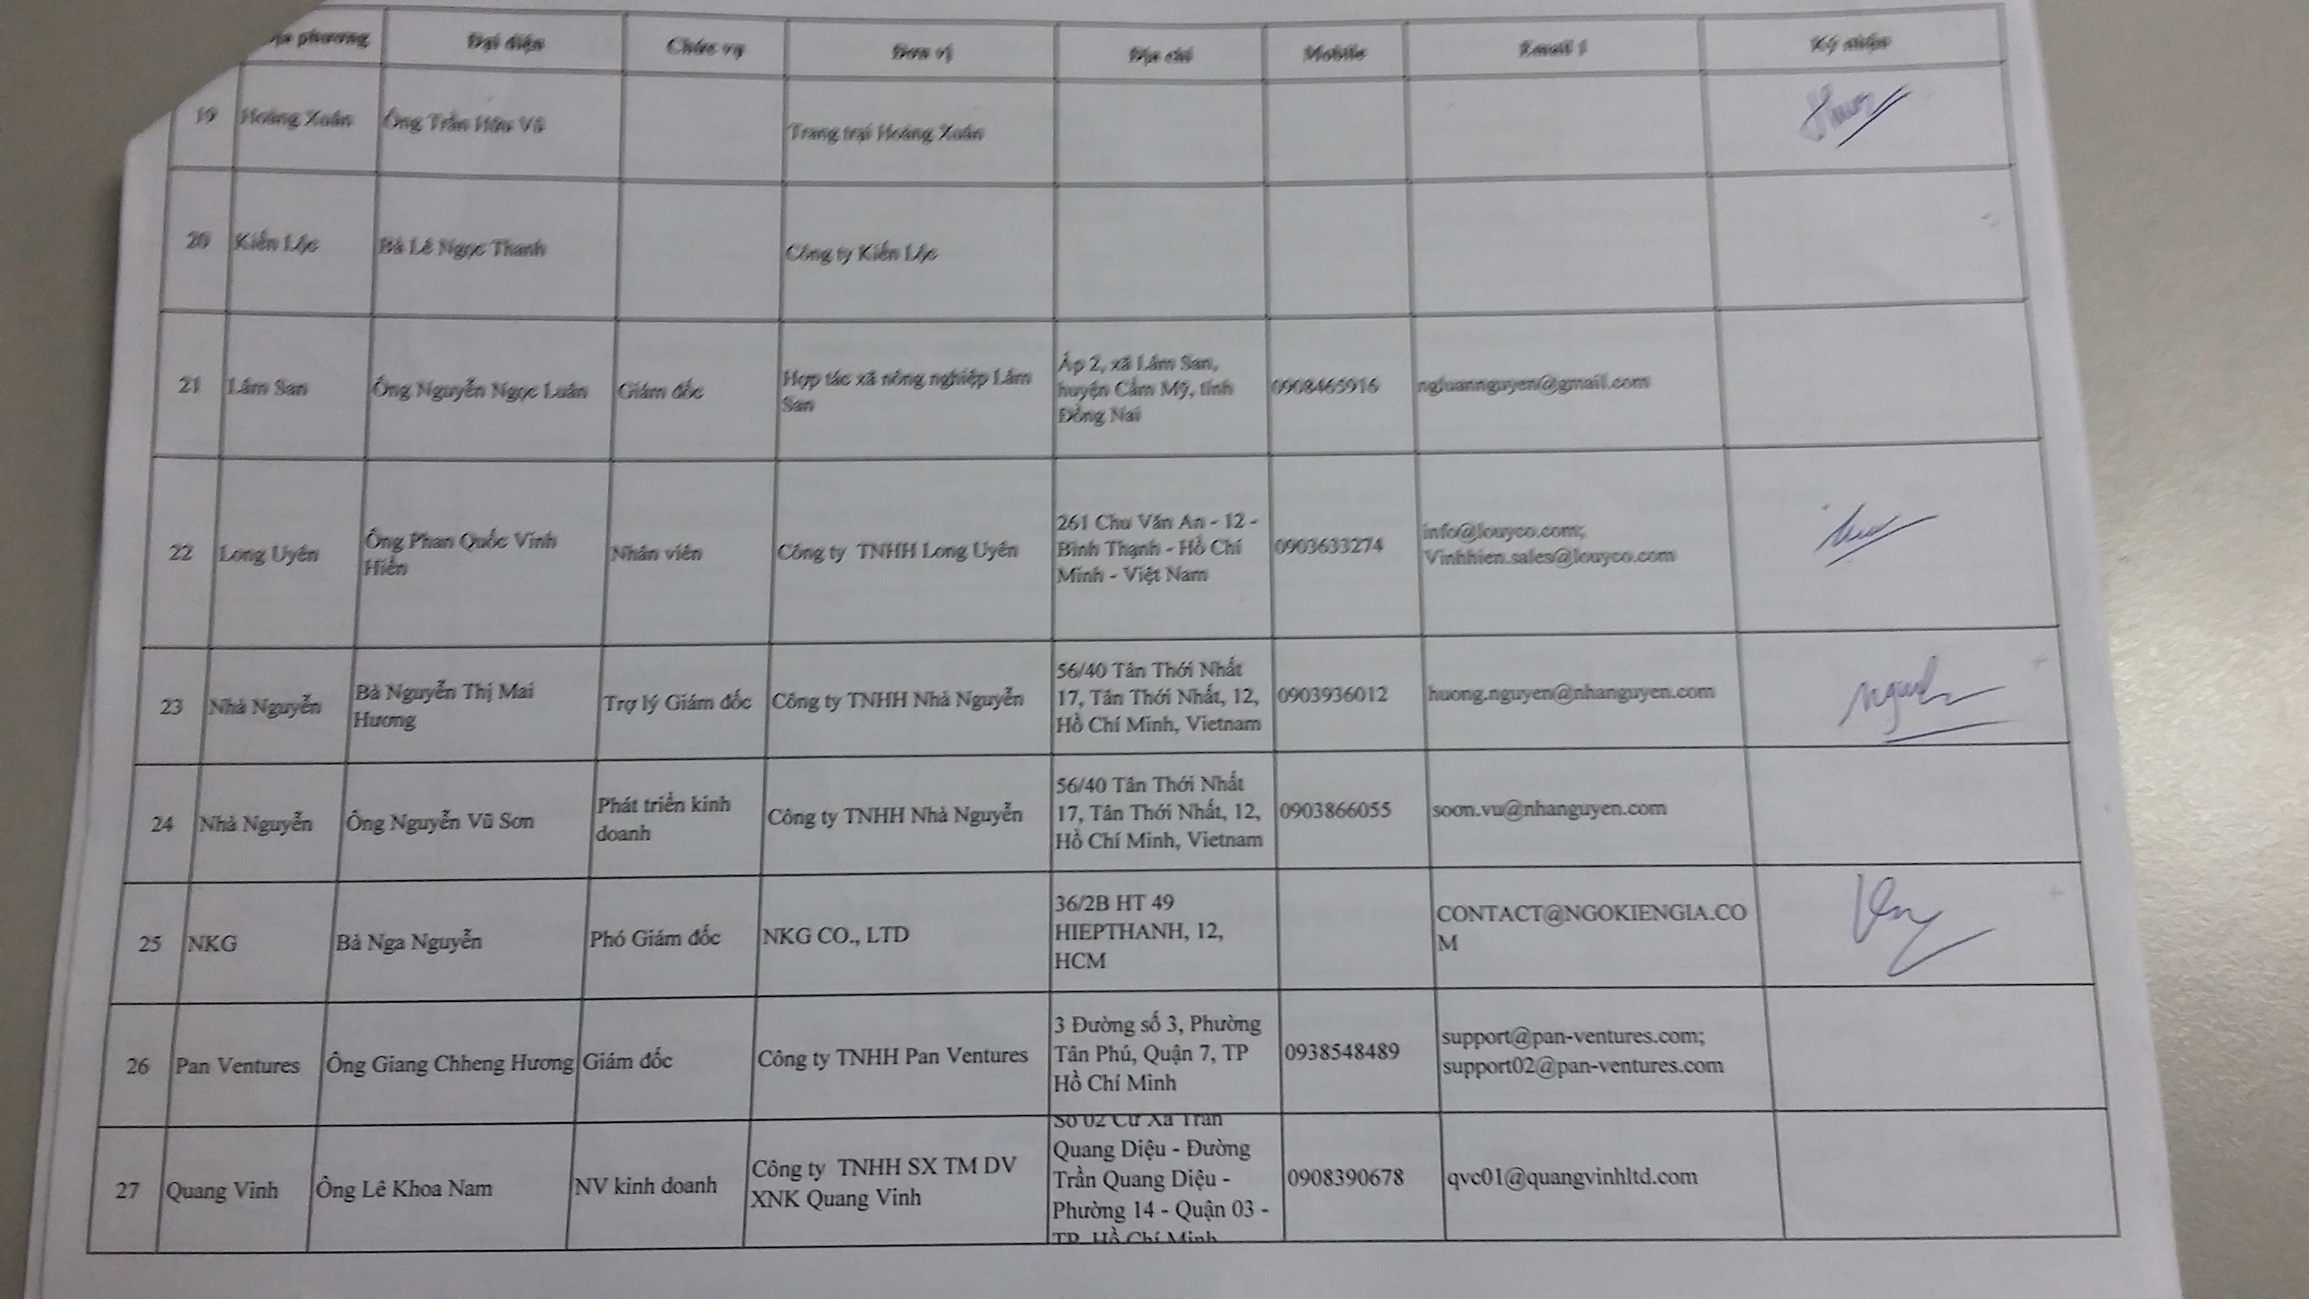 phương Đại diện Chức vụ Đơn vị Địa chỉ Mobile Email 1 Ký nhận
19 Hoàng Xuân Ông Trần Hữu Vũ Trang trại Hoàng Xuân
20 Kiến Lộc Bà Lê Ngọc Thanh Công ty Kiến Lộc
21 Lâm San Ông Nguyễn Ngọc Luân Giám đốc
Hợp tác xã nông nghiệp Lâm
San
Ấp 2, xã Lâm San,
huyện Cẩm Mỹ, tỉnh
Đồng Nai
0908465916 ngluannguyen@gmail.com
22 Long Uyên
Ông Phan Quốc Vinh
Hiển
Nhân viên Công ty TNHH Long Uyên
261 Chu Văn An - 12 -
Bình Thạnh - Hồ Chí
Minh - Việt Nam
0903633274
info@louyco.com;
Vinhhien.sales@louyco.com
23 Nhà Nguyễn
Bà Nguyễn Thị Mai
Hương
Trợ lý Giám đốc Công ty TNHH Nhà Nguyễn
56/40 Tân Thới Nhất
17, Tân Thới Nhất, 12,
Hồ Chí Minh, Vietnam
0903936012 huong.nguyen@nhanguyen.com
24 Nhà Nguyễn Ông Nguyễn Vũ Sơn
Phát triển kinh
doanh
Công ty TNHH Nhà Nguyễn
56/40 Tân Thới Nhất
17, Tân Thới Nhất, 12,
Hồ Chí Minh, Vietnam
0903866055 soon.vu@nhanguyen.com
25 NKG Bà Nga Nguyễn Phó Giám đốc NKG CO., LTD
36/2B HT 49
HIEPTHANH, 12,
HCM
CONTACT@NGOKIENGIA.CO
M
26 Pan Ventures Ông Giang Chheng Hương Giám đốc Công ty TNHH Pan Ventures
3 Đường số 3, Phường
Tân Phú, Quận 7, TP
Hồ Chí Minh
0938548489
support@pan-ventures.com;
support02@pan-ventures.com
27 Quang Vinh Ông Lê Khoa Nam NV kinh doanh
Công ty TNHH SX TM DV
XNK Quang Vinh
Số 02 Cư Xá Trần
Quang Diệu - Đường
Trần Quang Diệu -
Phường 14 - Quận 03 -
TP. Hồ Chí Minh
0908390678 qvc01@quangvinhltd.com